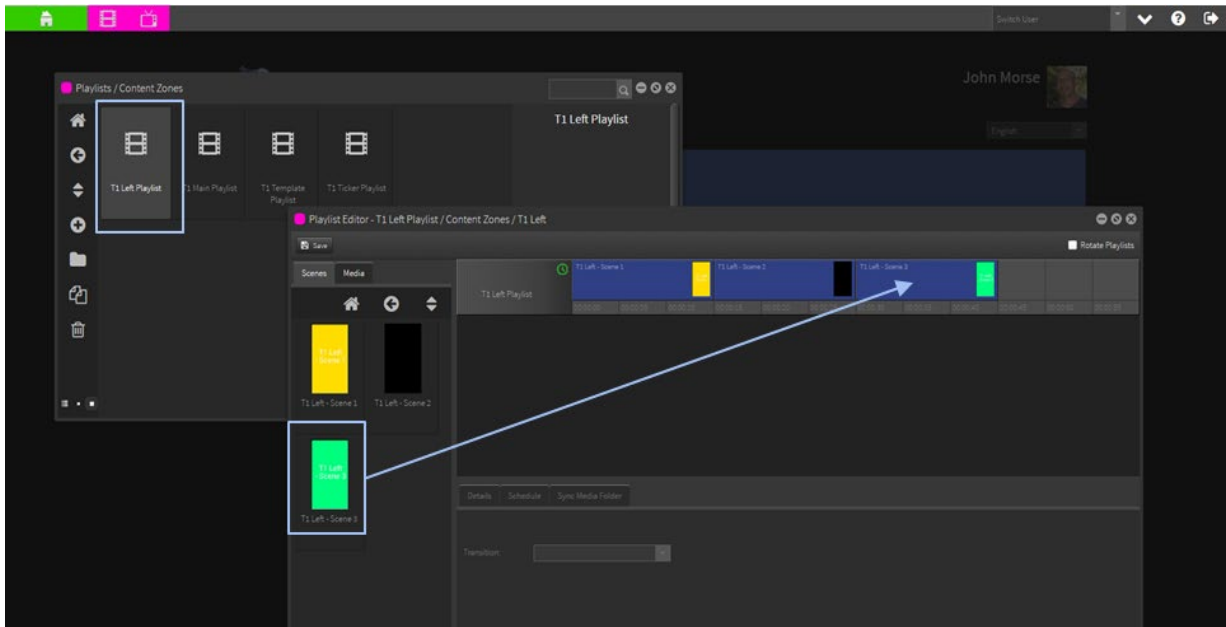 Switch User
John Morse
English
Playlists / Content Zones
T1 Left Playlist
T1 Left Playlist
T1 Main Playlist
T1 Template
Playlist
T1 Ticker Playlist
Playlist Editor - T1 Left Playlist / Content Zones / T1 Left
Save
Rotate Playlists
Scenes
Media
T1 Left Playlist
T1 Left - Scene 1
T1 Left - Scene 2
T1 Left - Scene 3
00:00:00
T1 Left
T1 Left - Scene 1
T1 Left - Scene 2
T1 Left
- Scene 3
T1 Left - Scene 3
Details
Schedule
Sync Media Folder
Transition: